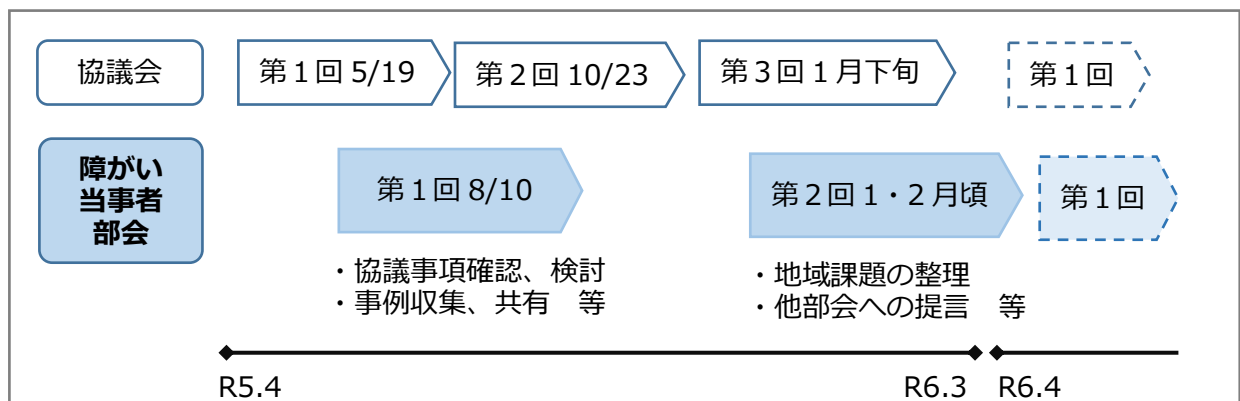 協議会
第１回 5/19
第２回 10/23
第３回１月下旬
第１回
障がい
当事者
部会
第１回 8/10
第２回１・２月頃
第１回
・協議事項確認、検討
・事例収集、共有　等
・地域課題の整理
・他部会への提言　等
R5.4
R6.3
R6.4